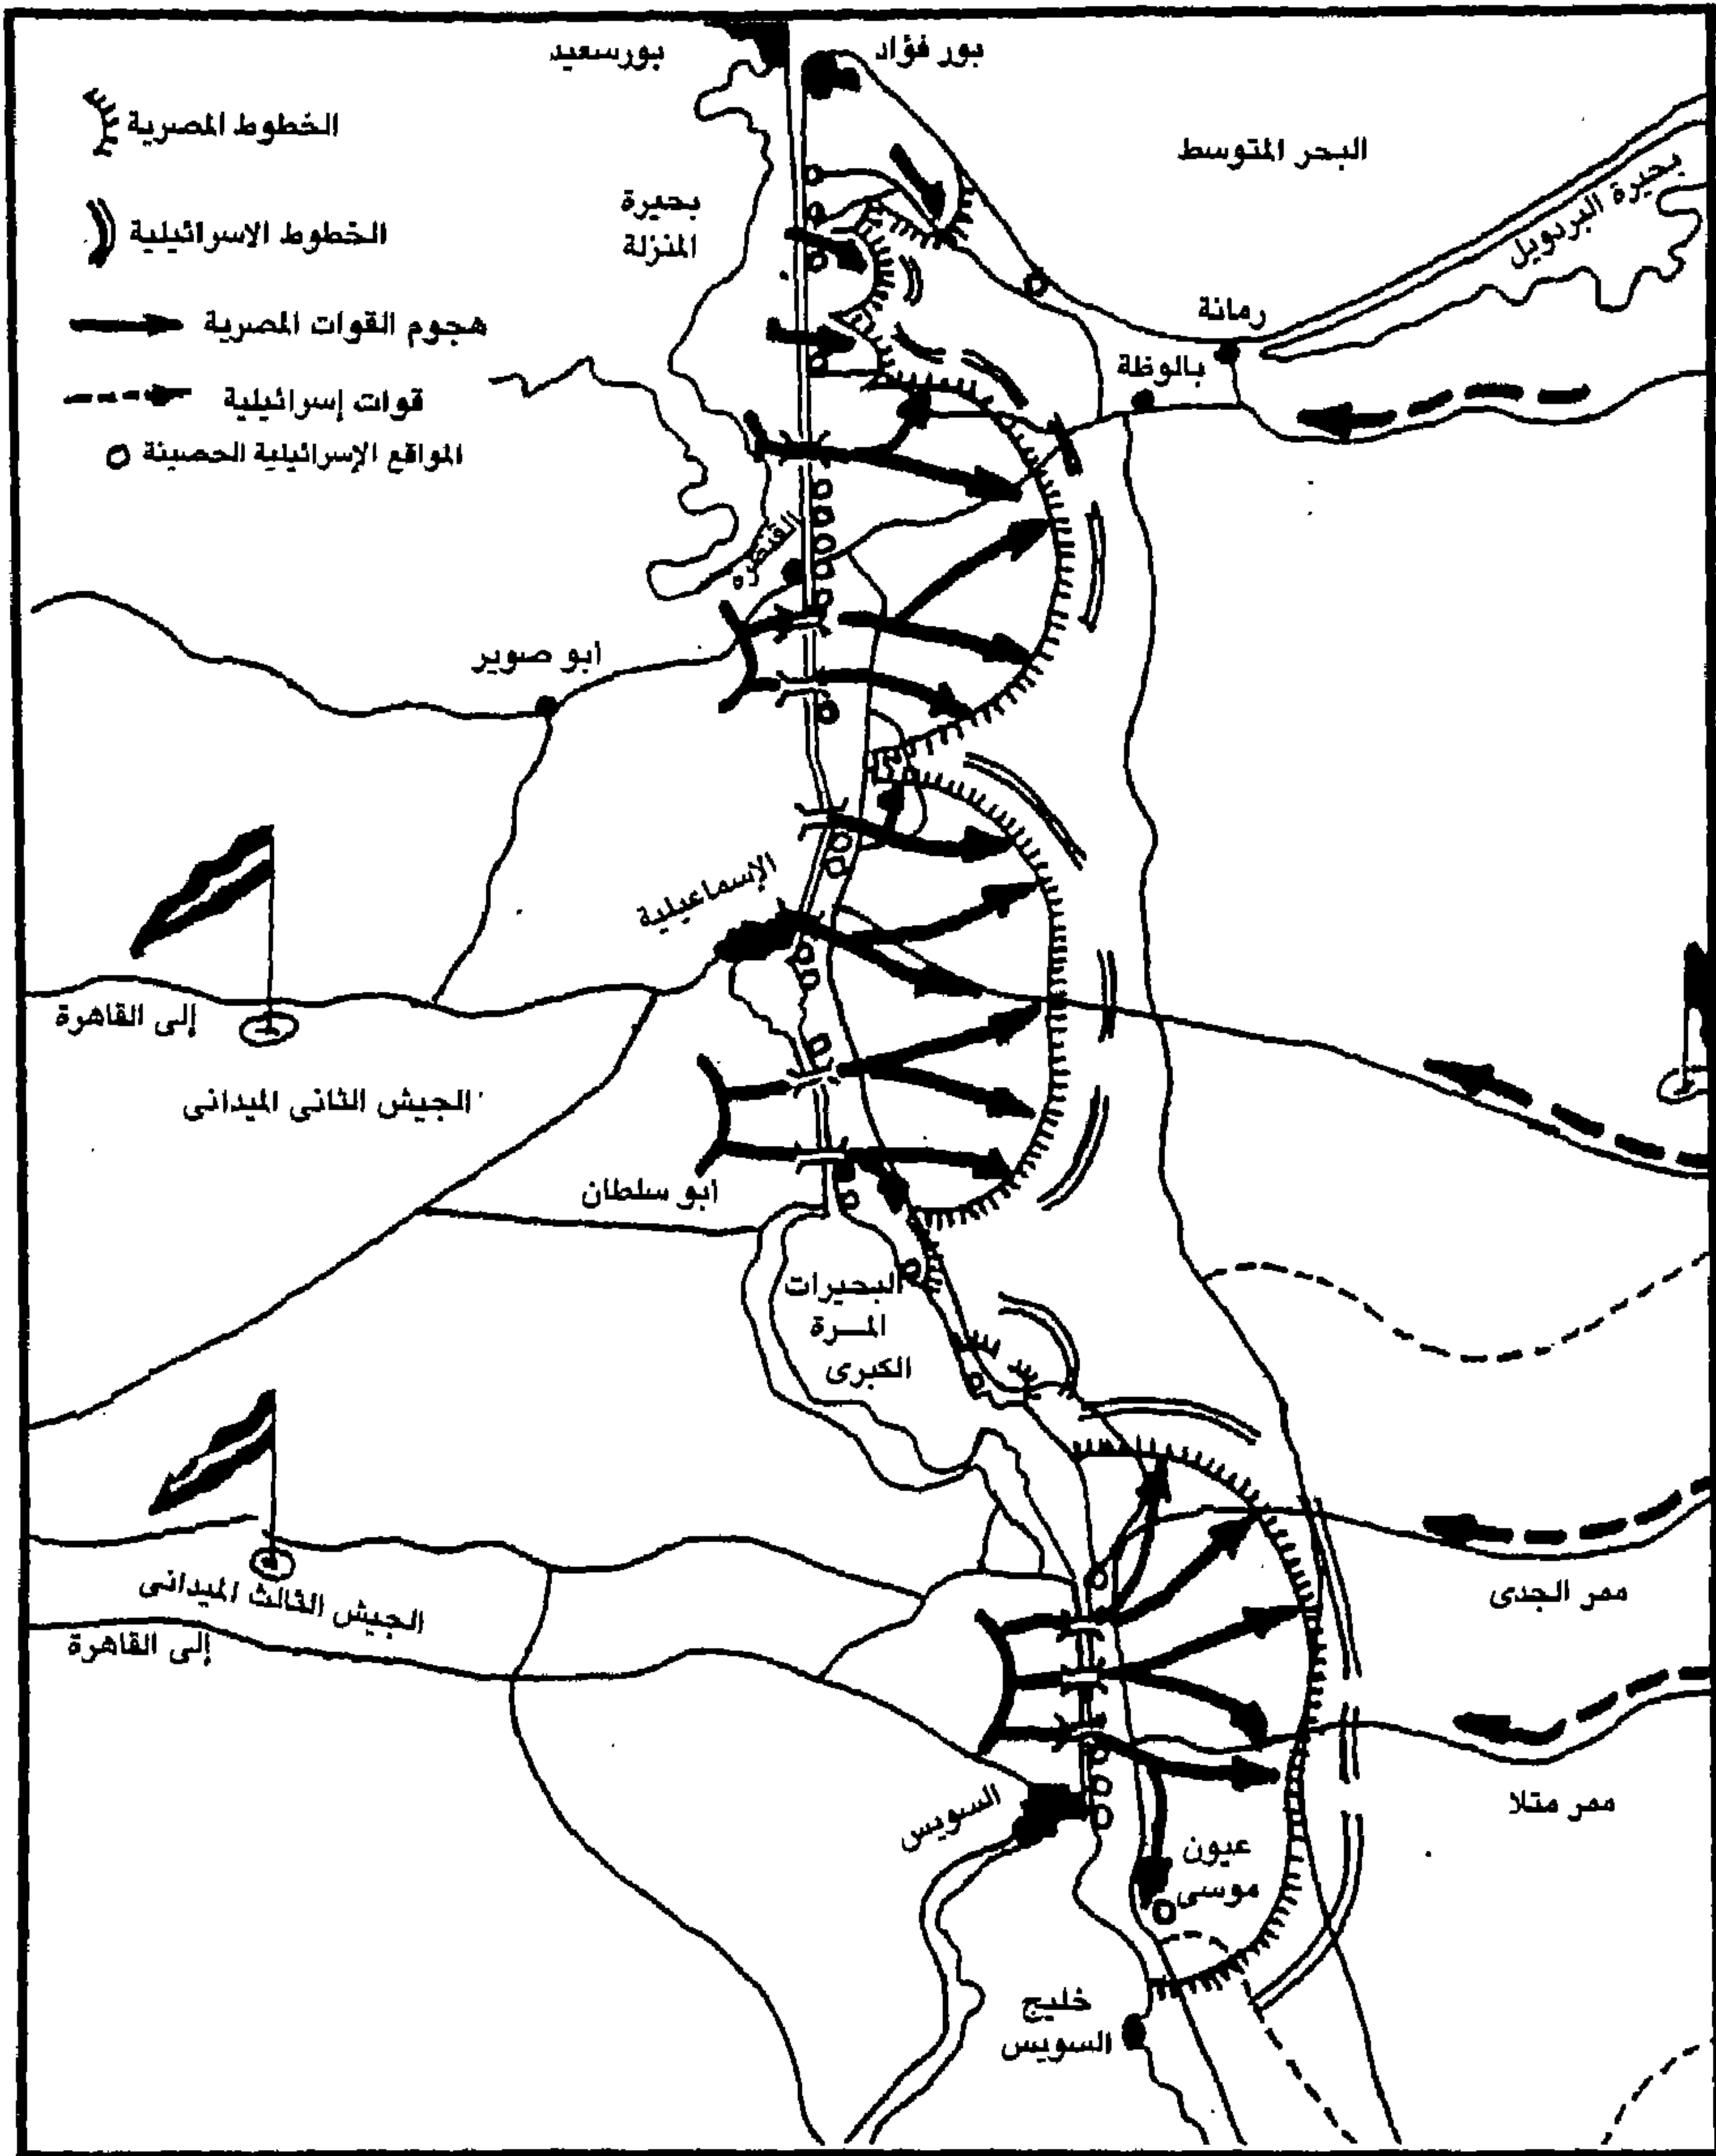 بورسعيد
بور فؤاد
الخطوط المصرية
البحر المتوسط
بحيرة البردويل
الخطوط الاسرائيلية
بحيرة
المنزلة
هجوم القوات المصرية
رمانة
بالوظة
قوات إسرائيلية
المواقع الإسرائيلية الحصينة
القنطره
ابو صوير
الإسماعيلية
إلى القاهرة
الجيش الثانى الميدانى
ابو سلطان
البحيرات
المــرة
الكبرى
الجيش الثالث الميدانى
إلى القاهرة
ممر الجدى
ممر متلا
السويس
عيون
موسى
خليج
السويس